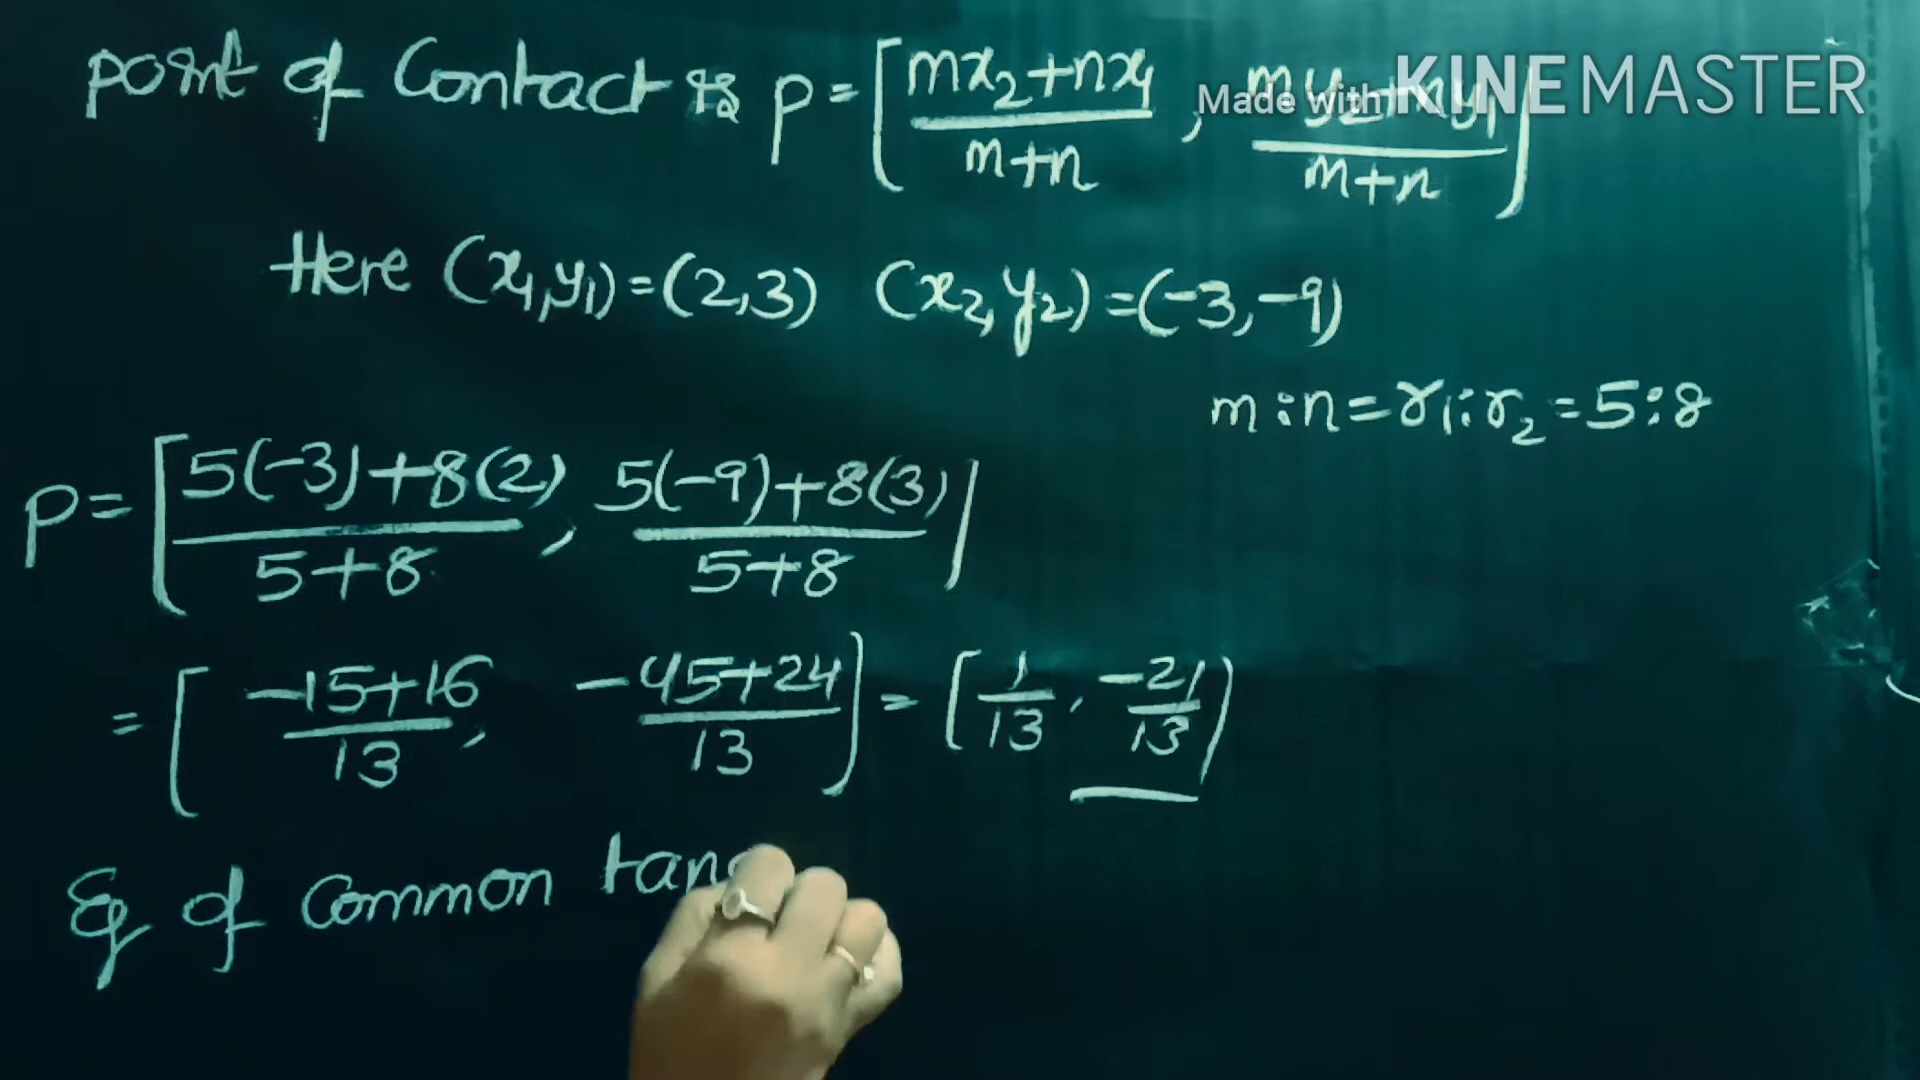 point of Contact is P = [mx₂+nx₁/m+n, my₂+ny₁/m+n]
Made with KINEMASTER
Here (x₁,y₁)=(2,3) (x₂,y₂)=(-3,-9)
m:n=r₁:r₂=5:8
P=[5(-3)+8(2)/5+8, 5(-9)+8(3)/5+8]
=[-15+16/13, -45+24/13]=[1/13, -21/13)
Eq of common tang